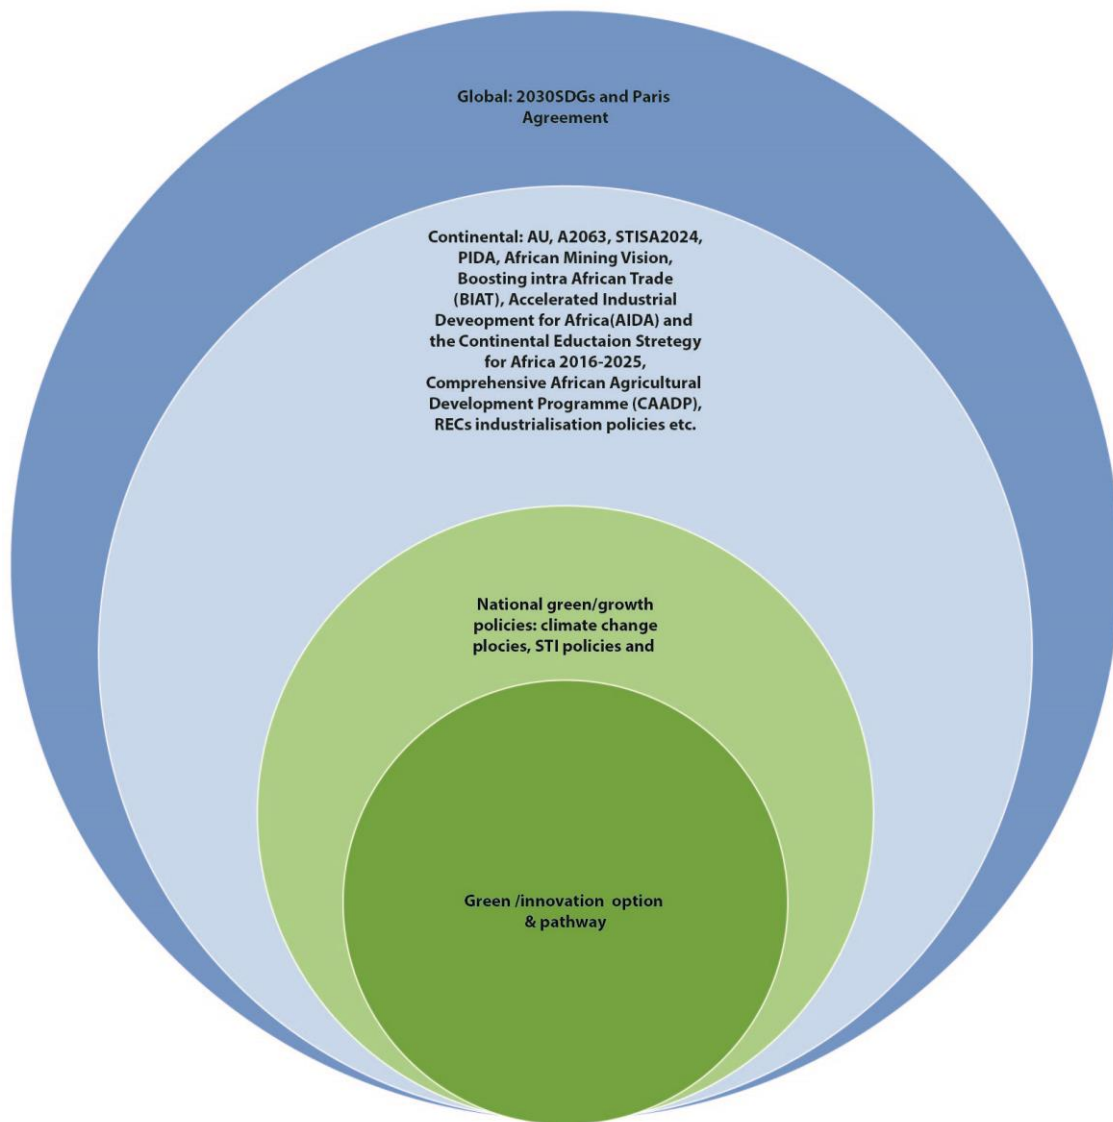 Global: 2030SDGs and Paris
Agreement
Continental: AU, A2063, STISA2024,
PIDA, African Mining Vision,
Boosting intra African Trade
(BIAT), Accelerated Industrial
Deveopment for Africa(AIDA) and
the Continental Eductaion Stretegy
for Africa 2016-2025,
Comprehensive African Agricultural
Development Programme (CAADP),
RECs industrialisation policies etc.
National green/growth
policies: climate change
plocies, STI policies and
Green /innovation option
& pathway